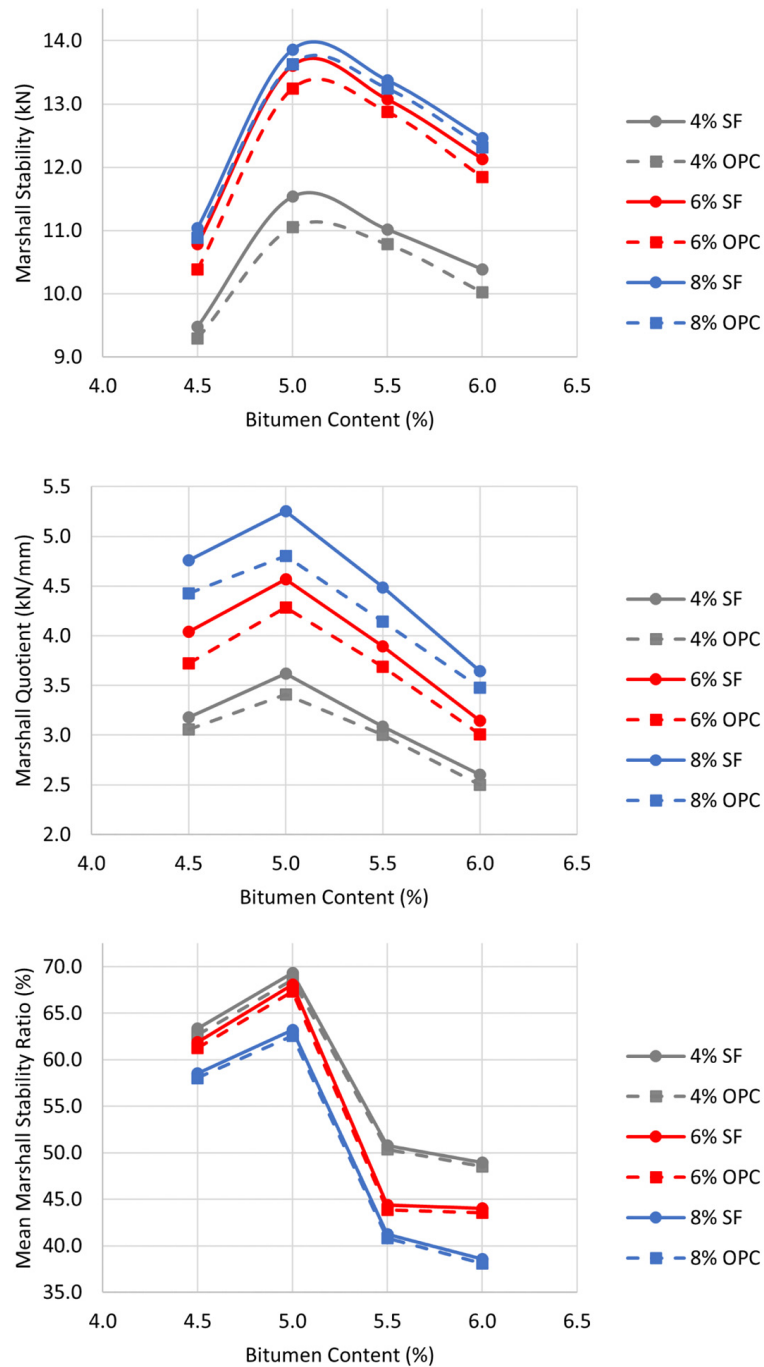 Marshall Stability (kN)
14.0
13.0
12.0
11.0
10.0
9.0
4.0 4.5 5.0 5.5 6.0 6.5
Bitumen Content (%)
4% SF
4% OPC
6% SF
6% OPC
8% SF
8% OPC
Marshall Quotient (kN/mm)
5.5
5.0
4.5
4.0
3.5
3.0
2.5
2.0
4.0 4.5 5.0 5.5 6.0 6.5
Bitumen Content (%)
4% SF
4% OPC
6% SF
6% OPC
8% SF
8% OPC
Mean Marshall Stability Ratio (%)
70.0
65.0
60.0
55.0
50.0
45.0
40.0
35.0
4.0 4.5 5.0 5.5 6.0 6.5
Bitumen Content (%)
4% SF
4% OPC
6% SF
6% OPC
8% SF
8% OPC